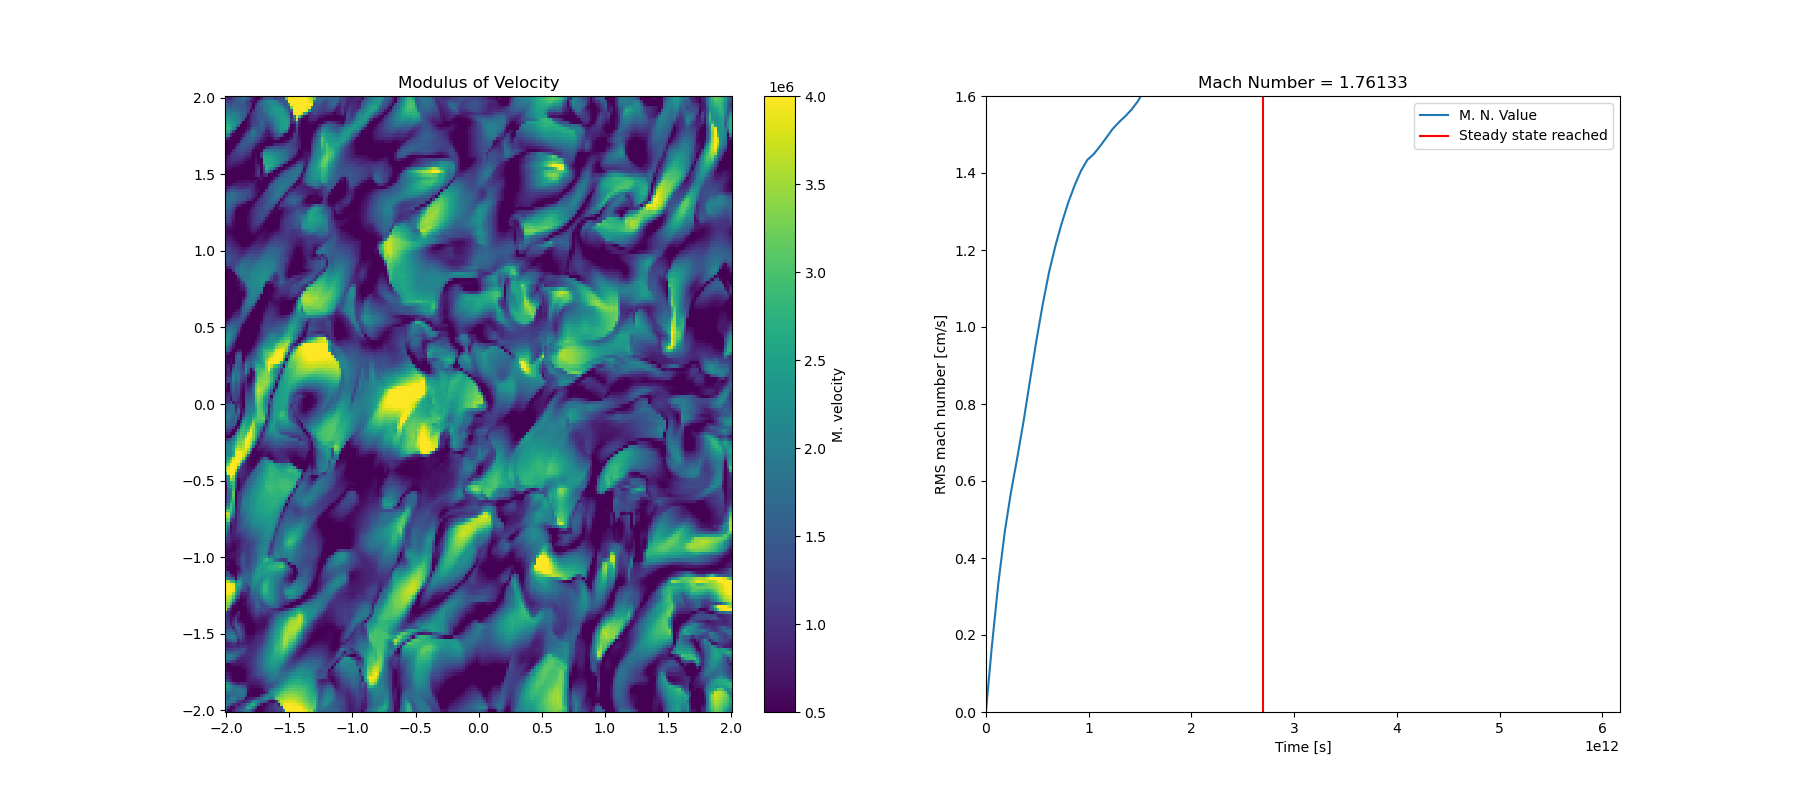 Modulus of Velocity
2.0
1.5
1.0
0.5
0.0
−0.5
−1.0
−1.5
−2.0
−2.0 −1.5 −1.0 −0.5 0.0 0.5 1.0 1.5 2.0
1e6
4.0
3.5
3.0
2.5
2.0
1.5
1.0
0.5
M. velocity
Mach Number = 1.76133
M. N. Value
Steady state reached
RMS mach number [cm/s]
1.6
1.4
1.2
1.0
0.8
0.6
0.4
0.2
0.0
0 1 2 3 4 5 6
Time [s]
1e12